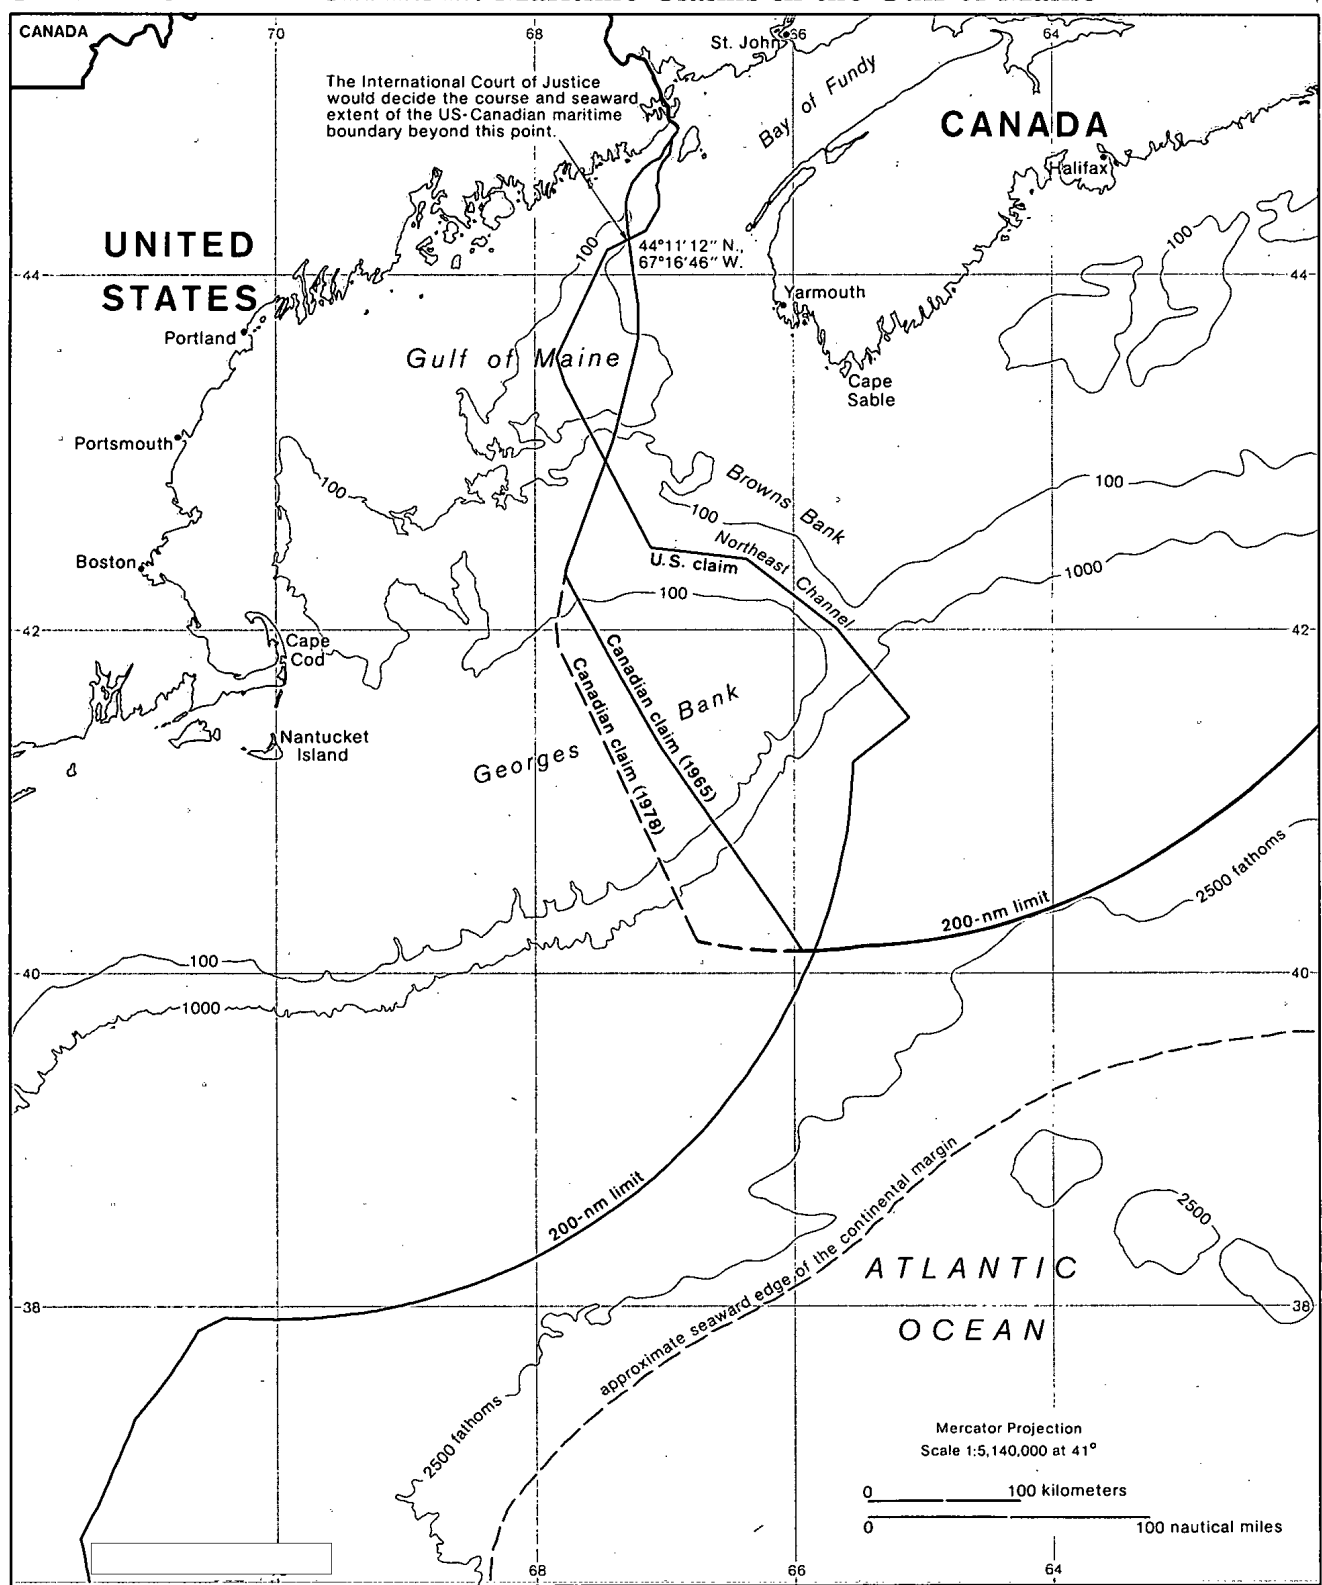 CANADA
70
68
66
64
St. John
Bay of Fundy
The International Court of Justice
would decide the course and seaward
extent of the US-Canadian maritime
boundary beyond this point.
CANADA
Halifax
UNITED
STATES
100
44°11'12" N.,
67°16'46" W.
100
44
44
Yarmouth
Portland
Gulf of Maine
Cape
Sable
Portsmouth
100
Browns Bank
100
100
Northeast Channel
Boston
U.S. claim
1000
100
42
42
Cape
Cod
Canadian claim (1965)
Canadian claim (1978)
Georges Bank
Nantucket
Island
2500 fathoms
200-nm limit
100
40
40
1000
approximate seaward edge of the continental margin
200-nm limit
2500
ATLANTIC
OCEAN
38
38
2500 fathoms
Mercator Projection
Scale 1:5,140,000 at 41°
0 100 kilometers
0 100 nautical miles
68
66
64